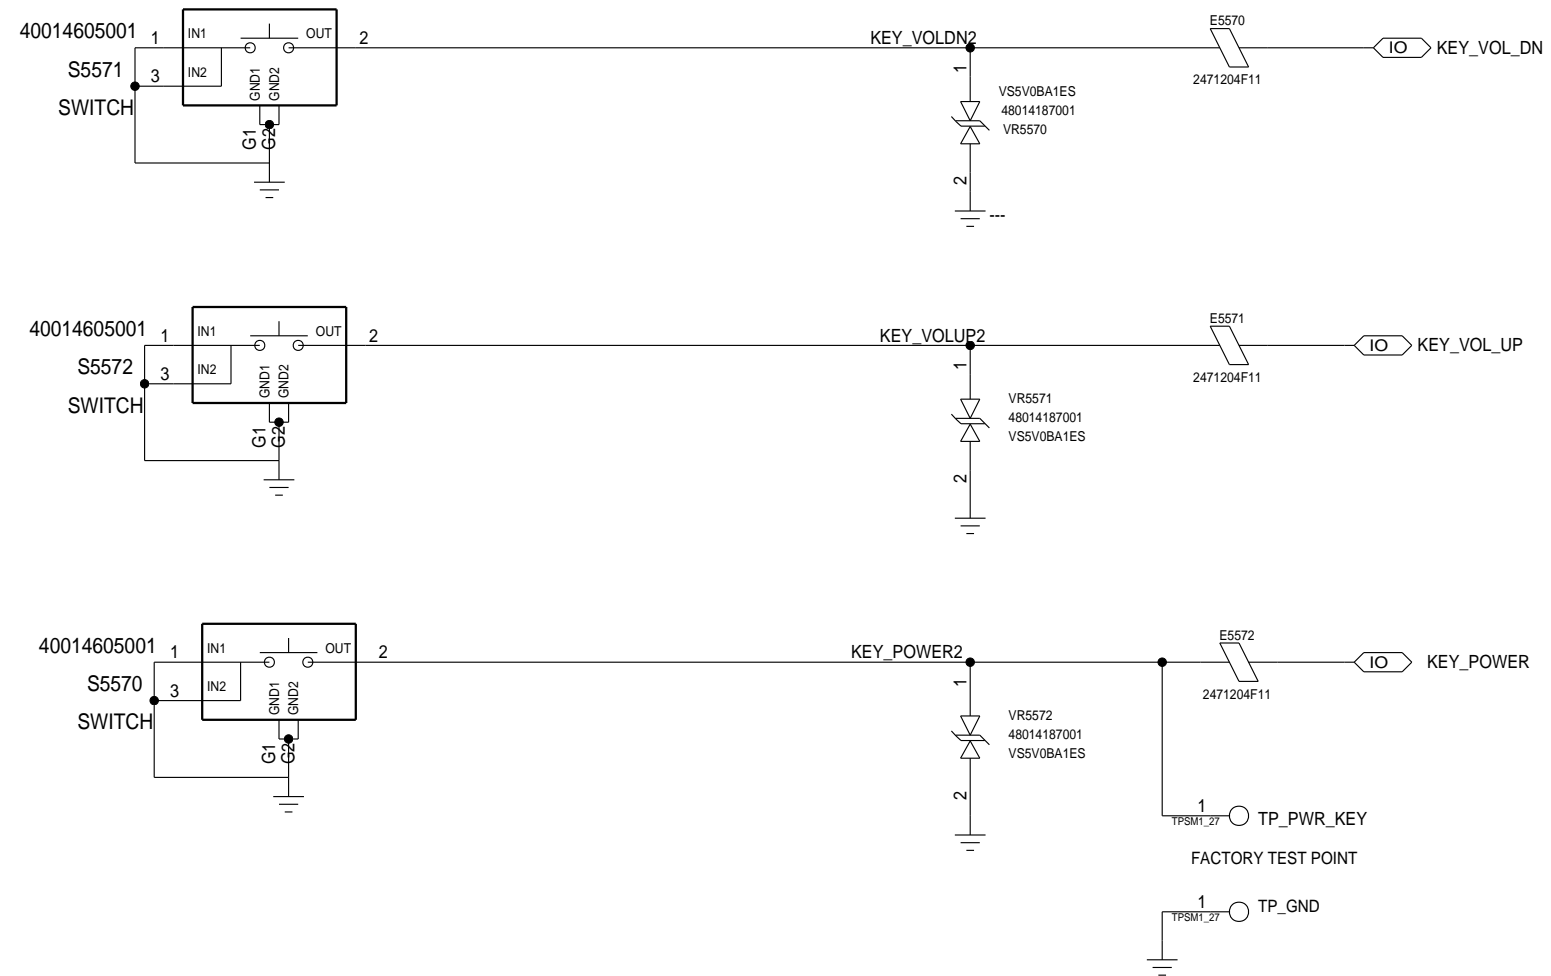 40014605001
S5571
SWITCH
1
3
IN1
IN2
OUT
GND1
GND2
G1
G2
2
KEY_VOLDN2
1
2
VS5V0BA1ES
48014187001
VR5570
---
E5570
2471204F11
IO
KEY_VOL_DN
40014605001
S5572
SWITCH
1
3
IN1
IN2
OUT
GND1
GND2
G1
G2
2
KEY_VOLUP2
1
2
VR5571
48014187001
VS5V0BA1ES
E5571
2471204F11
IO
KEY_VOL_UP
40014605001
S5570
SWITCH
1
3
IN1
IN2
OUT
GND1
GND2
G1
G2
2
KEY_POWER2
1
2
VR5572
48014187001
VS5V0BA1ES
E5572
2471204F11
IO
KEY_POWER
1
TPSM1_27
TP_PWR_KEY
FACTORY TEST POINT
1
TPSM1_27
TP_GND